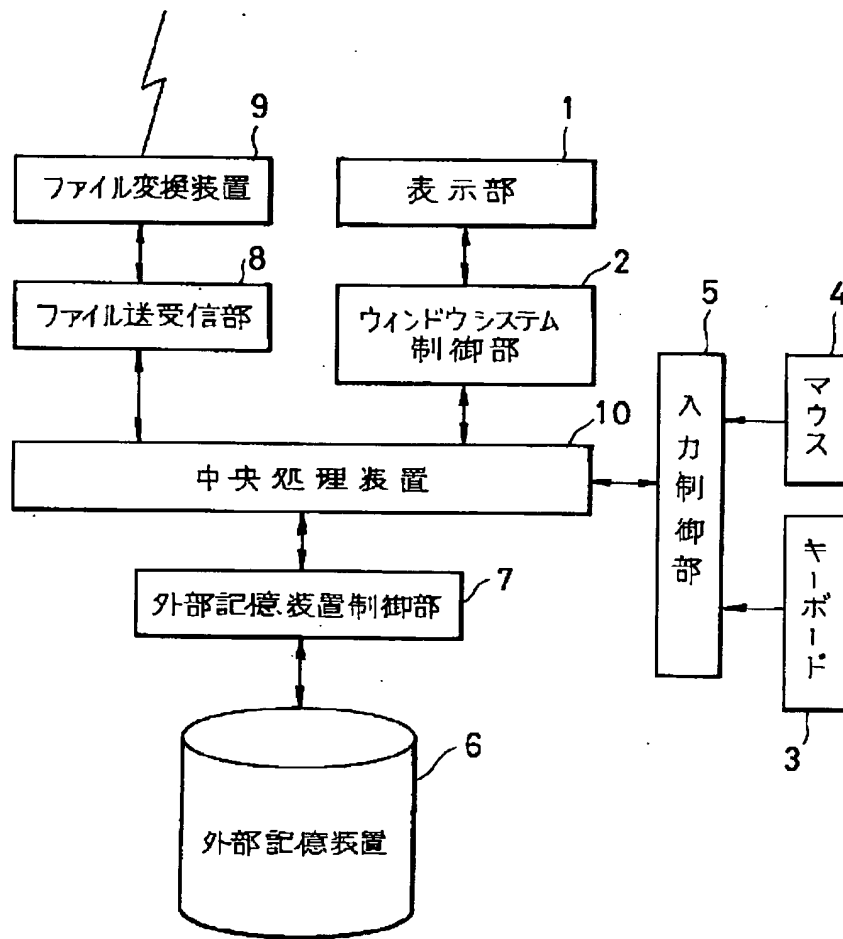 9
1
ファイル変換装置
表示部
8
2
ファイル送受信部
ウィンドウシステム
制御部
5
4
マウス
10
中央処理装置
入力制御部
キーボード
7
外部記憶装置制御部
3
6
外部記憶装置